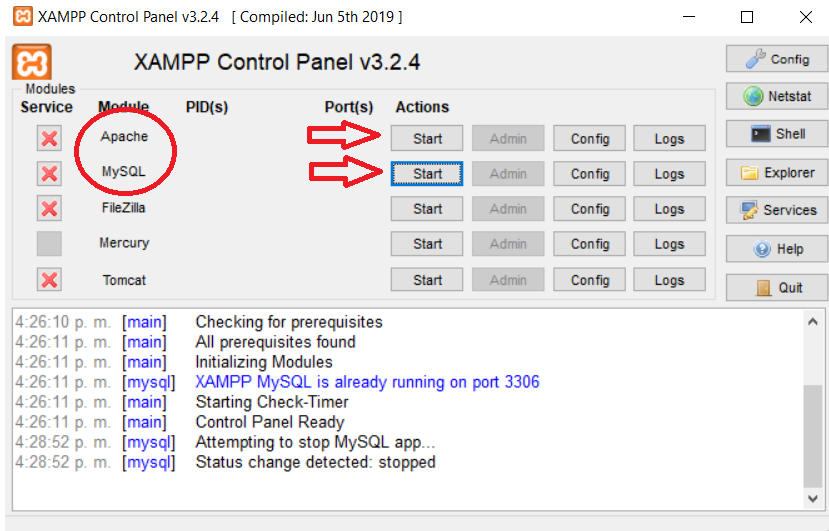 XAMPP Control Panel v3.2.4 [ Compiled: Jun 5th 2019 ]
XAMPP Control Panel v3.2.4
Config
Modules
Service Module PID(s) Port(s) Actions
Netstat
Apache Start Admin Config Logs
Shell
MySQL Start Admin Config Logs
Explorer
FileZilla Start Admin Config Logs
Services
Mercury Start Admin Config Logs
Help
Tomcat Start Admin Config Logs
Quit
4:26:10 p. m. [main] Checking for prerequisites
4:26:11 p. m. [main] All prerequisites found
4:26:11 p. m. [main] Initializing Modules
4:26:11 p. m. [mysql] XAMPP MySQL is already running on port 3306
4:26:11 p. m. [main] Starting Check-Timer
4:26:11 p. m. [main] Control Panel Ready
4:28:52 p. m. [mysql] Attempting to stop MySQL app...
4:28:52 p. m. [mysql] Status change detected: stopped